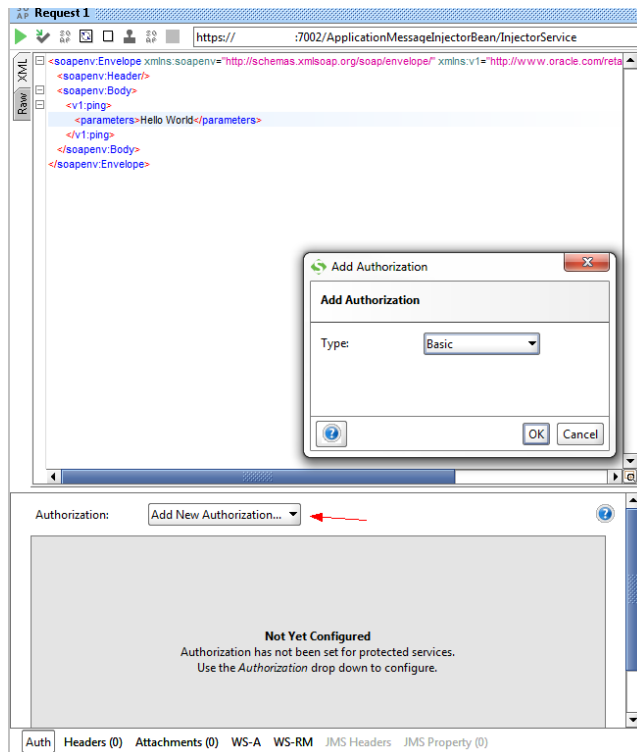 Request 1
https:// :7002/ApplicationMessageInjectorBean/InjectorService
XML
Raw
<soapenv:Envelope xmlns:soapenv="http://schemas.xmlsoap.org/soap/envelope/" xmlns:v1="http://www.oracle.com/reta
<soapenv:Header/>
<soapenv:Body>
<v1:ping>
<parameters>Hello World</parameters>
</v1:ping>
</soapenv:Body>
</soapenv:Envelope>
Add Authorization
Add Authorization
Type: Basic
OK Cancel
Authorization: Add New Authorization...
Not Yet Configured
Authorization has not been set for protected services.
Use the Authorization drop down to configure.
Auth Headers (0) Attachments (0) WS-A WS-RM JMS Headers JMS Property (0)